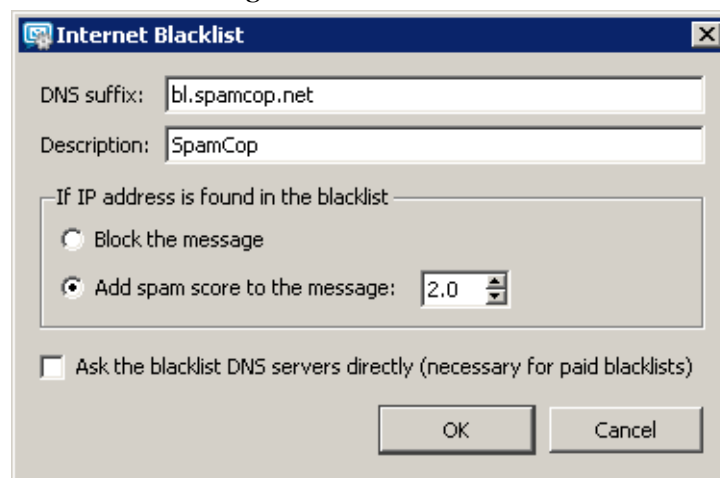 Internet Blacklist
DNS suffix: bl.spamcop.net
Description: SpamCop
If IP address is found in the blacklist
Block the message
Add spam score to the message: 2.0
Ask the blacklist DNS servers directly (necessary for paid blacklists)
OK Cancel